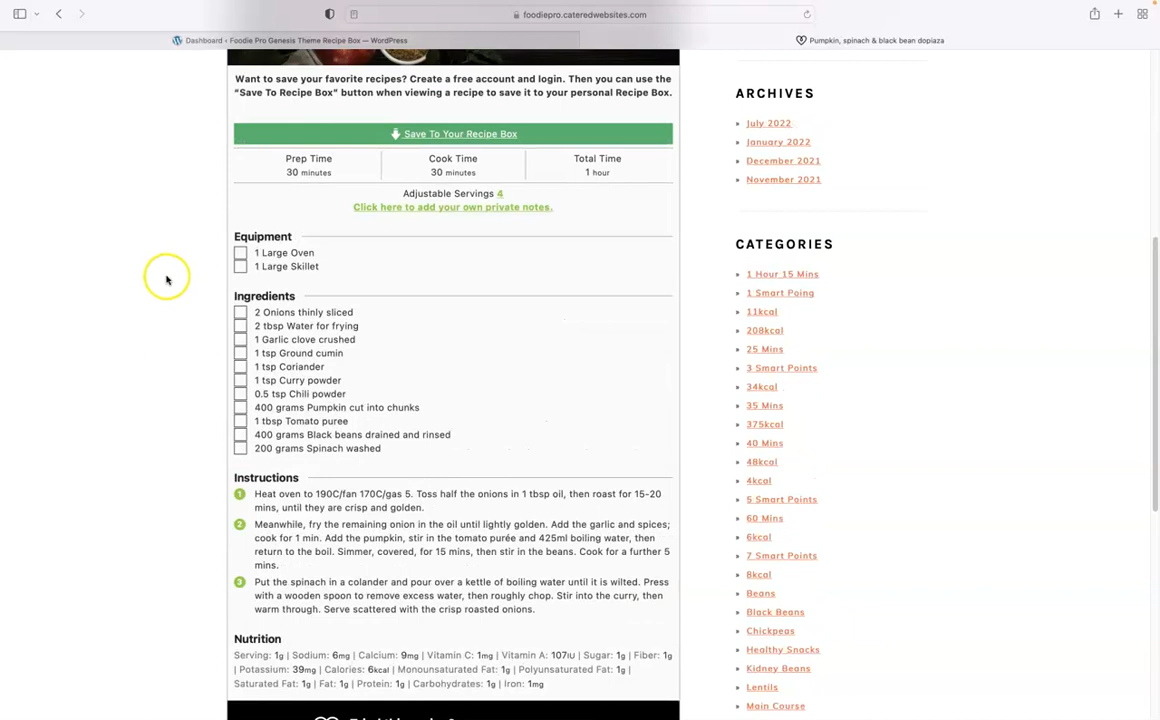 foodiepro.cateredwebsites.com
Dashboard ‹ Foodie Pro Genesis Theme Recipe Box — WordPress
Pumpkin, spinach & black bean dopiaza
Want to save your favorite recipes? Create a free account and login. Then you can use the
"Save To Recipe Box" button when viewing a recipe to save it to your personal Recipe Box.
Save To Your Recipe Box
Prep Time
30 minutes
Cook Time
30 minutes
Total Time
1 hour
Adjustable Servings 4
Click here to add your own private notes.
Equipment
1 Large Oven
1 Large Skillet
Ingredients
2 Onions thinly sliced
2 tbsp Water for frying
1 Garlic clove crushed
1 tsp Ground cumin
1 tsp Coriander
1 tsp Curry powder
0.5 tsp Chili powder
400 grams Pumpkin cut into chunks
1 tbsp Tomato puree
400 grams Black beans drained and rinsed
200 grams Spinach washed
Instructions
1 Heat oven to 190C/fan 170C/gas 5. Toss half the onions in 1 tbsp oil, then roast for 15-20
mins, until they are crisp and golden.
2 Meanwhile, fry the remaining onion in the oil until lightly golden. Add the garlic and spices;
cook for 1 min. Add the pumpkin, stir in the tomato purée and 425ml boiling water, then
return to the boil. Simmer, covered, for 15 mins, then stir in the beans. Cook for a further 5
mins.
3 Put the spinach in a colander and pour over a kettle of boiling water until it is wilted. Press
with a wooden spoon to remove excess water, then roughly chop. Stir into the curry, then
warm through. Serve scattered with the crisp roasted onions.
Nutrition
Serving: 1g | Sodium: 6mg | Calcium: 9mg | Vitamin C: 1mg | Vitamin A: 107IU | Sugar: 1g | Fiber: 1g
| Potassium: 39mg | Calories: 6kcal | Monounsaturated Fat: 1g | Polyunsaturated Fat: 1g |
Saturated Fat: 1g | Fat: 1g | Protein: 1g | Carbohydrates: 1g | Iron: 1mg
ARCHIVES
July 2022
January 2022
December 2021
November 2021
CATEGORIES
1 Hour 15 Mins
1 Smart Poing
11kcal
208kcal
25 Mins
3 Smart Points
34kcal
35 Mins
375kcal
40 Mins
48kcal
4kcal
5 Smart Points
60 Mins
6kcal
7 Smart Points
8kcal
Beans
Black Beans
Chickpeas
Healthy Snacks
Kidney Beans
Lentils
Main Course